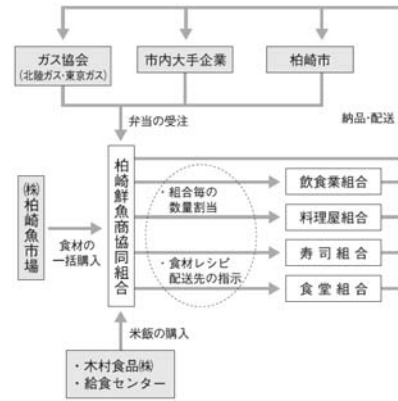 ガス協会
(北陸ガス・東京ガス)
市内大手企業
柏崎市
弁当の受注
納品・配送
㈱柏崎魚市場
食材の
一括購入
柏崎鮮魚商協同組合
・組合毎の
数量割当
・食材レシピ
配送先の指示
飲食業組合
料理屋組合
寿司組合
食堂組合
米飯の購入
・木村食品㈱
・給食センター